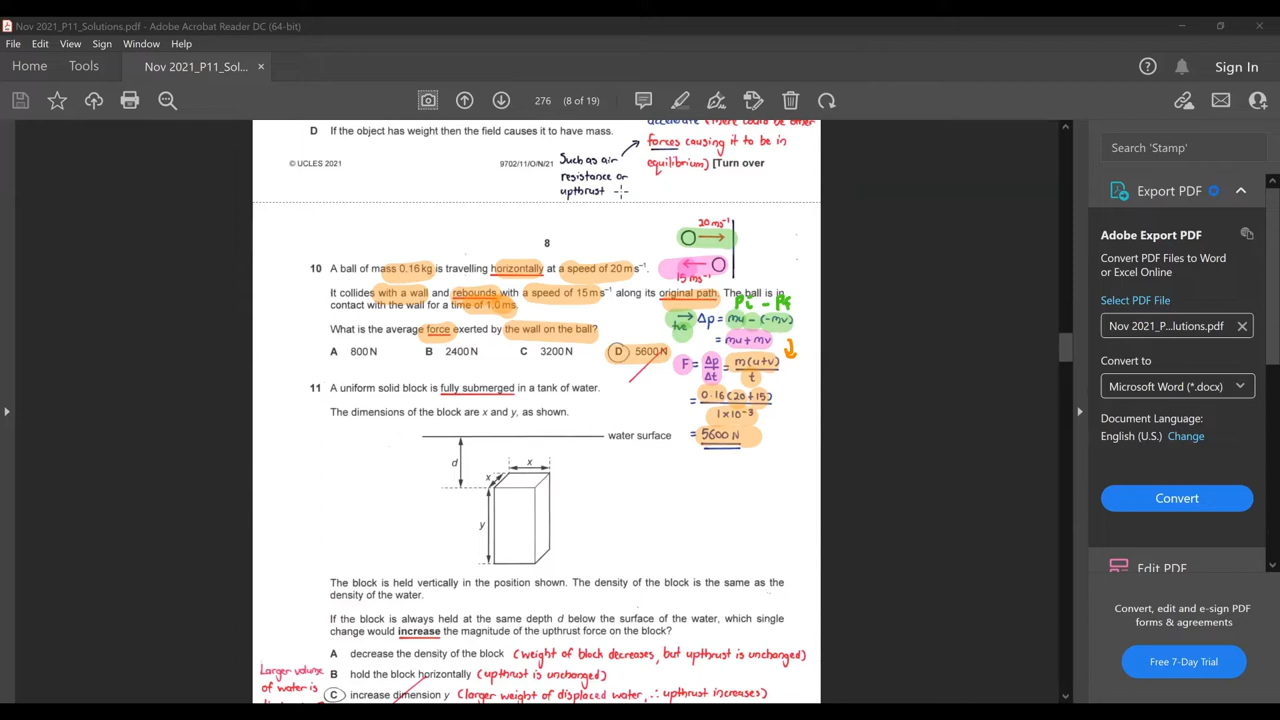 Nov 2021_P11_Solutions.pdf - Adobe Acrobat Reader DC (64-bit)
File Edit View Sign Window Help
Home Tools Nov 2021_P11_Sol... × Sign In
276 (8 of 19)
accelerate (there could be other
D If the object has weight then the field causes it to have mass.
forces causing it to be in
equilibrium) [Turn over
Such as air
resistance or
upthrust
© UCLES 2021 9702/11/O/N/21
8
20 ms⁻¹
15 ms⁻¹
10 A ball of mass 0.16 kg is travelling horizontally at a speed of 20 m s⁻¹.
It collides with a wall and rebounds with a speed of 15 m s⁻¹ along its original path. The ball is in
contact with the wall for a time of 1.0 ms.
What is the average force exerted by the wall on the ball?
A 800 N B 2400 N C 3200 N D 5600 N
Pi - Pf
→ +ve Δp = mu - (-mv)
= mu + mv
F = Δp/Δt = m(u+v)/t
= 0.16(20+15)/1×10⁻³
= 5600 N
11 A uniform solid block is fully submerged in a tank of water.
The dimensions of the block are x and y, as shown.
water surface
d
x
x
y
The block is held vertically in the position shown. The density of the block is the same as the
density of the water.
If the block is always held at the same depth d below the surface of the water, which single
change would increase the magnitude of the upthrust force on the block?
A decrease the density of the block (weight of block decreases, but upthrust is unchanged)
B hold the block horizontally (upthrust is unchanged)
C increase dimension y (larger weight of displaced water, ∴ upthrust increases)
Larger volume
of water is
Search 'Stamp'
Export PDF
Adobe Export PDF
Convert PDF Files to Word
or Excel Online
Select PDF File
Nov 2021_P...lutions.pdf ×
Convert to
Microsoft Word (*.docx)
Document Language:
English (U.S.) Change
Convert
Edit PDF
Convert, edit and e-sign PDF
forms & agreements
Free 7-Day Trial